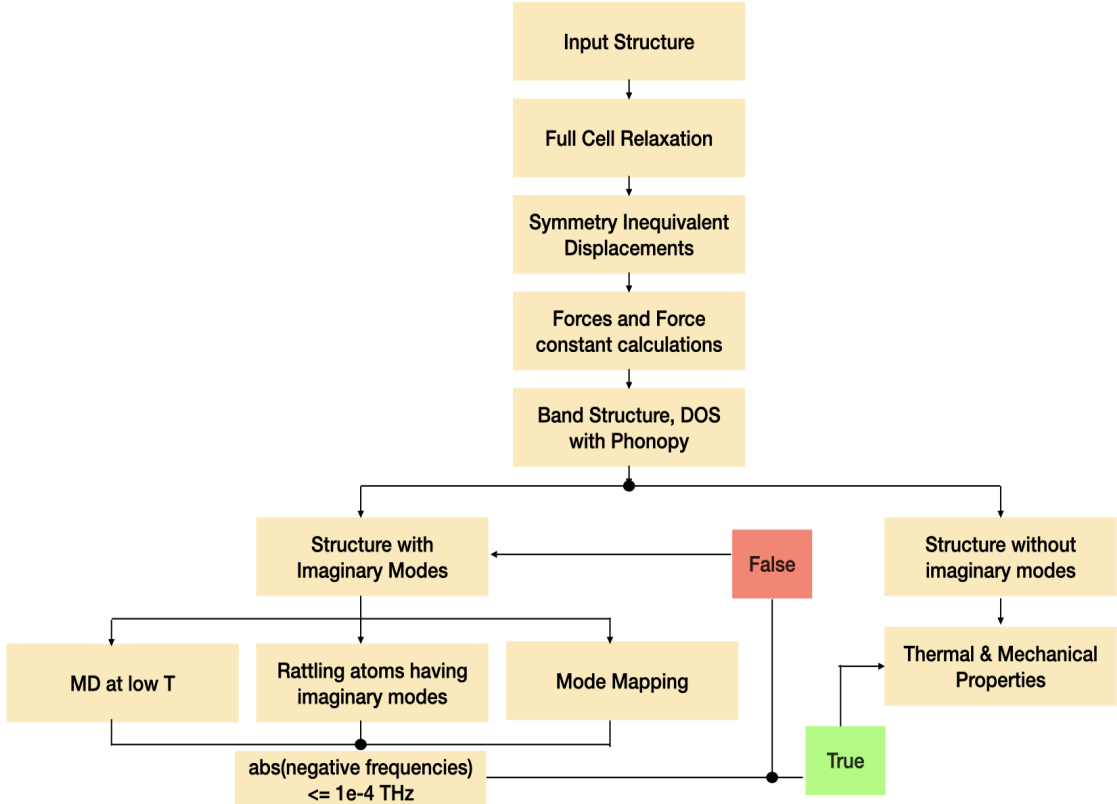 Input Structure
Full Cell Relaxation
Symmetry Inequivalent
Displacements
Forces and Force
constant calculations
Band Structure, DOS
with Phonopy
Structure with
Imaginary Modes
False
Structure without
imaginary modes
MD at low T
Rattling atoms having
imaginary modes
Mode Mapping
Thermal & Mechanical
Properties
abs(negative frequencies)
<= 1e-4 THz
True